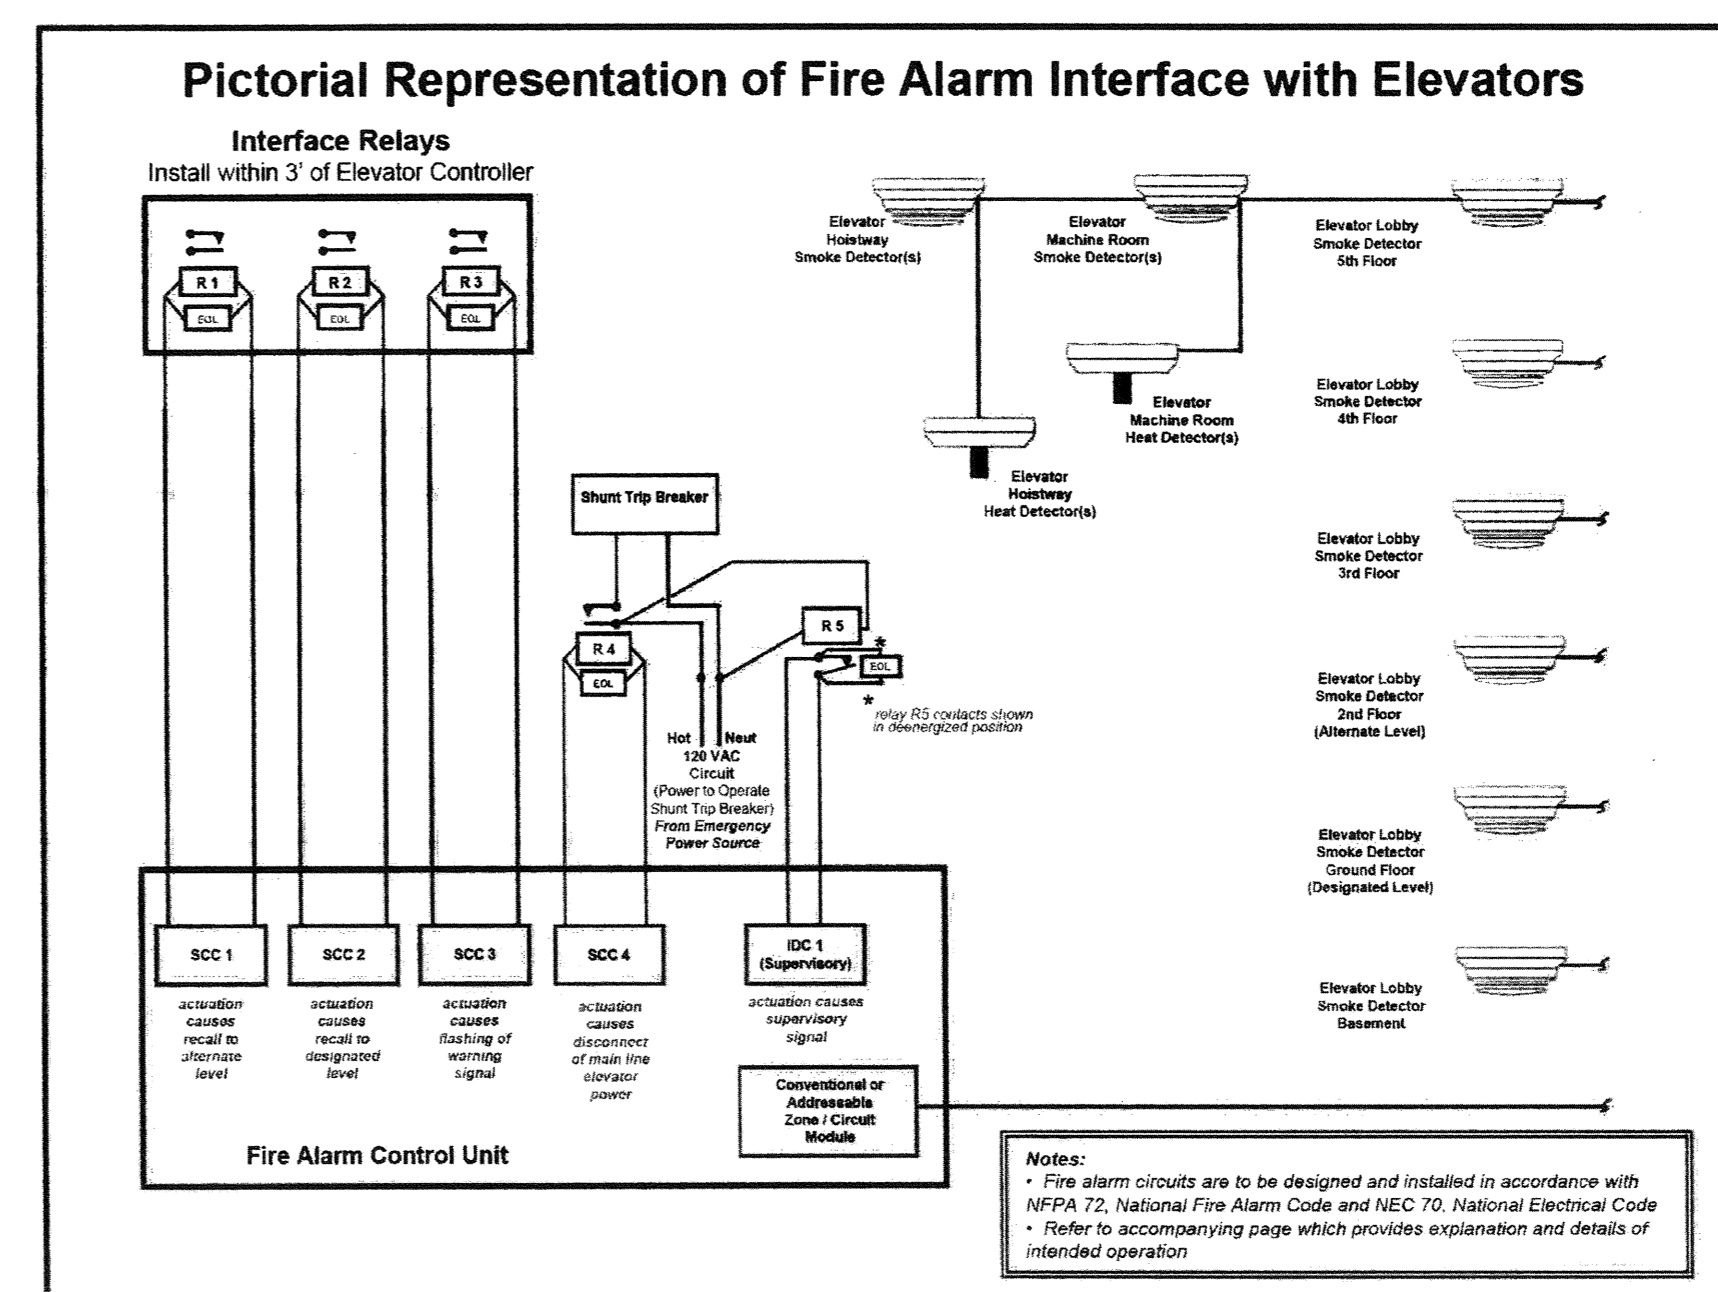 Pictorial Representation of Fire Alarm Interface with Elevators
Interface Relays
Install within 3' of Elevator Controller
R 1
R 2
R 3
EOL
EOL
EOL
Elevator
Hoistway
Smoke Detector(s)
Elevator
Machine Room
Smoke Detector(s)
Elevator Lobby
Smoke Detector
5th Floor
Elevator
Machine Room
Heat Detector(s)
Elevator Lobby
Smoke Detector
4th Floor
Elevator
Hoistway
Heat Detector(s)
Shunt Trip Breaker
Elevator Lobby
Smoke Detector
3rd Floor
R 4
EOL
R 5
*
EOL
*
relay R5 contacts shown
in deenergized position
Elevator Lobby
Smoke Detector
2nd Floor
(Alternate Level)
Hot
Neut
120 VAC
Circuit
(Power to Operate
Shunt Trip Breaker)
From Emergency
Power Source
Elevator Lobby
Smoke Detector
Ground Floor
(Designated Level)
SCC 1
SCC 2
SCC 3
SCC 4
IDC 1
(Supervisory)
actuation
causes
recall to
alternate
level
actuation
causes
recall to
designated
level
actuation
causes
flashing of
warning
signal
actuation
causes
disconnect
of main line
elevator
power
actuation causes
supervisory
signal
Elevator Lobby
Smoke Detector
Basement
Conventional or
Addressable
Zone / Circuit
Module
Fire Alarm Control Unit
Notes:
• Fire alarm circuits are to be designed and installed in accordance with
NFPA 72, National Fire Alarm Code and NEC 70, National Electrical Code
• Refer to accompanying page which provides explanation and details of
intended operation